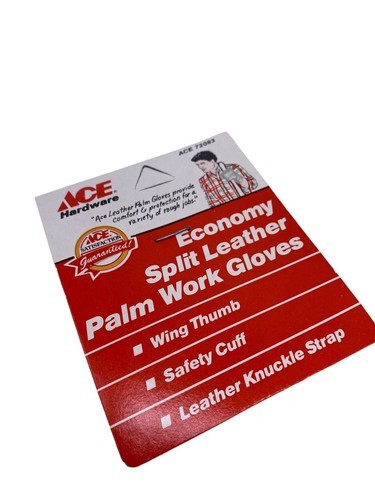 ACE 72083
ACE
Hardware
"Ace Leather Palm Gloves provide
comfort & protection for a
variety of rough jobs."
ACE
SATISFACTION
Guaranteed!
Economy
Split Leather
Palm Work Gloves
Wing Thumb
Safety Cuff
Leather Knuckle Strap